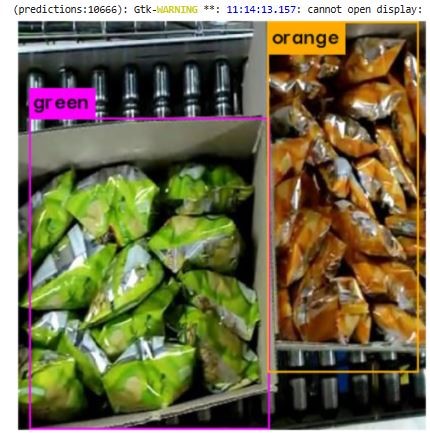 (predictions:10666): Gtk-WARNING **: 11:14:13.157: cannot open display:
orange
green